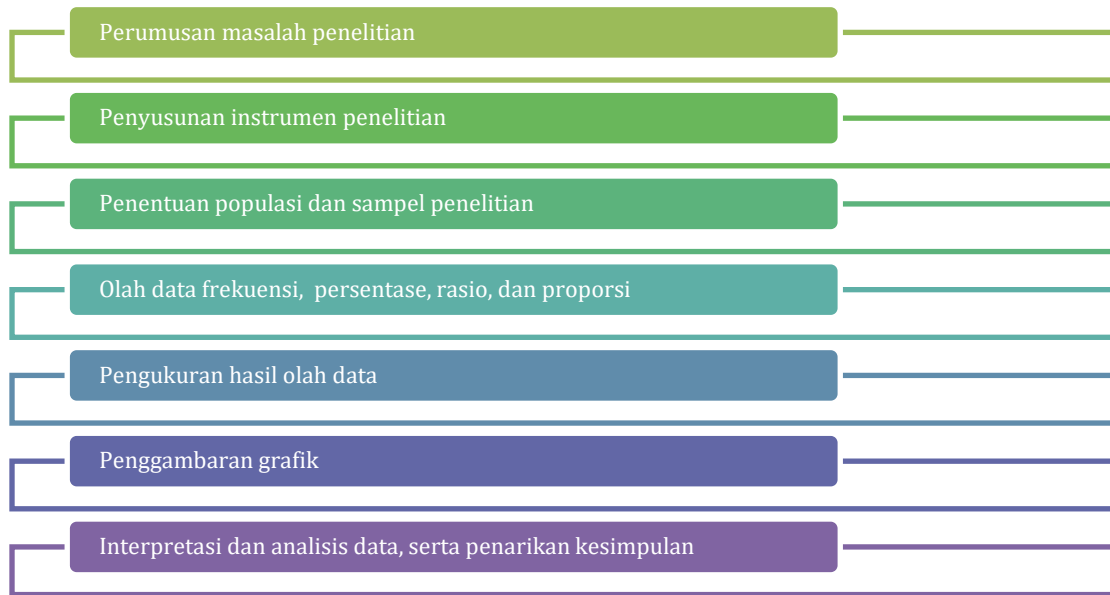 Perumusan masalah penelitian
Penyusunan instrumen penelitian
Penentuan populasi dan sampel penelitian
Olah data frekuensi, persentase, rasio, dan proporsi
Pengukuran hasil olah data
Penggambaran grafik
Interpretasi dan analisis data, serta penarikan kesimpulan